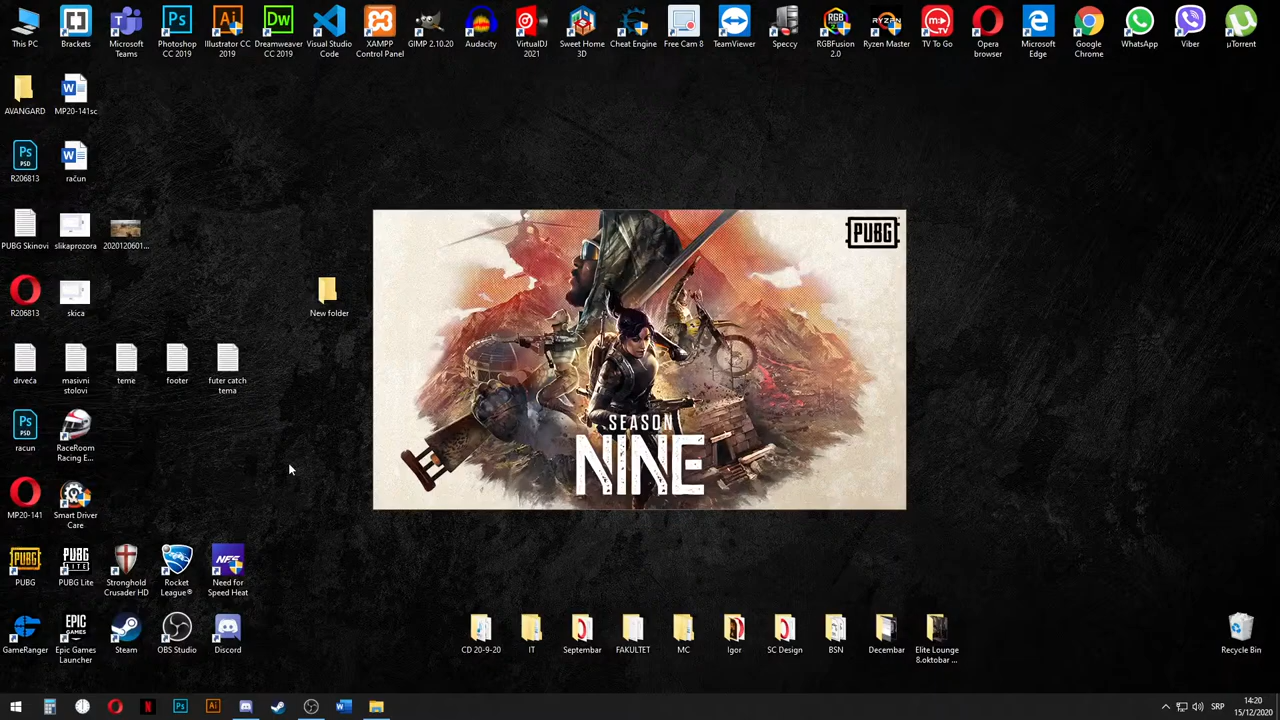 This PC
Brackets
Microsoft Teams
Photoshop CC 2019
Illustrator CC 2019
Dreamweaver CC 2019
Visual Studio Code
XAMPP Control Panel
GIMP 2.10.20
Audacity
VirtualDJ 2021
Sweet Home 3D
Cheat Engine
Free Cam 8
TeamViewer
Speccy
RGBFusion 2.0
Ryzen Master
TV To Go
Opera browser
Microsoft Edge
Google Chrome
WhatsApp
Viber
µTorrent
AVANGARD
MP20-141sc
R206813
račun
PUBG Skinovi
slikaprozora
2020120601...
R206813
skica
New folder
drveća
masivni stolovi
teme
footer
futer catch tema
racun
RaceRoom Racing E...
MP20-141
Smart Driver Care
PUBG
SEASON
NINE
PUBG
PUBG Lite
Stronghold Crusader HD
Rocket League®
Need for Speed Heat
GameRanger
Epic Games Launcher
Steam
OBS Studio
Discord
CD 20-9-20
IT
Septembar
FAKULTET
MC
Igor
SC Design
BSN
Decembar
Elite Lounge 8.oktobar ...
Recycle Bin
SRP
14:20
15/12/2020